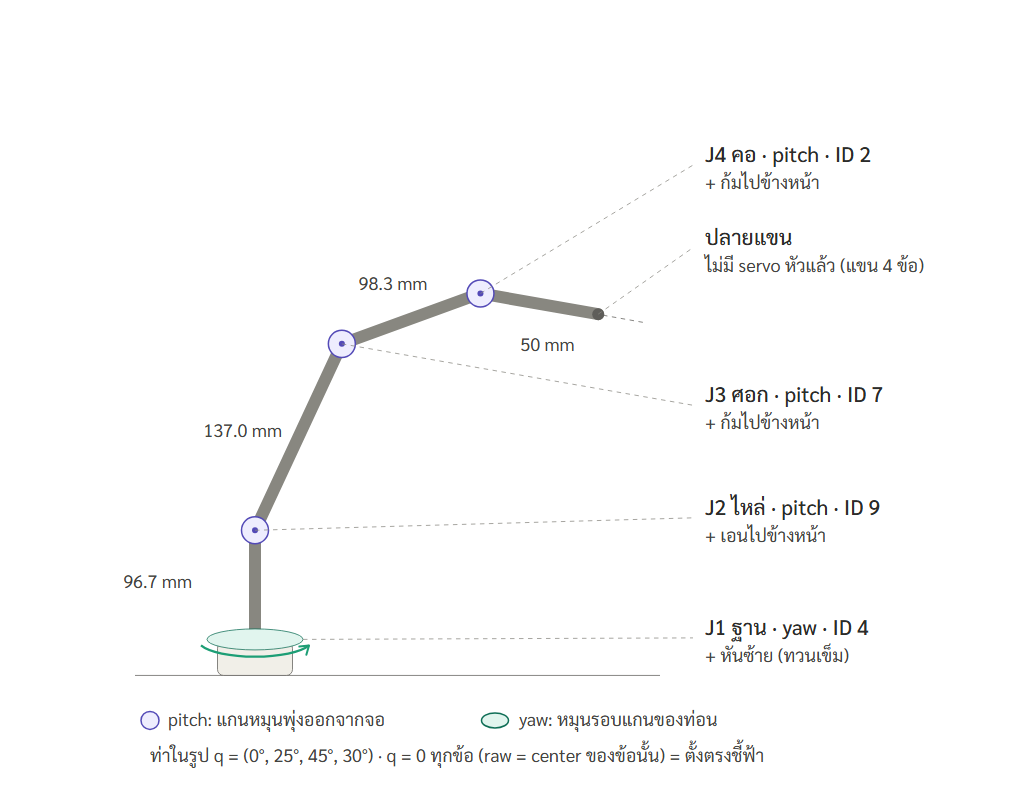 J4 คอ · pitch · ID 2
+ ก้มไปข้างหน้า
ปลายแขน
ไม่มี servo หัวแล้ว (แขน 4 ข้อ)
98.3 mm
50 mm
J3 ศอก · pitch · ID 7
+ ก้มไปข้างหน้า
137.0 mm
J2 ไหล่ · pitch · ID 9
+ เอนไปข้างหน้า
96.7 mm
J1 ฐาน · yaw · ID 4
+ หันซ้าย (ทวนเข็ม)
pitch: แกนหมุนพุ่งออกจากจอ
yaw: หมุนรอบแกนของท่อน
ท่าในรูป q = (0°, 25°, 45°, 30°) · q = 0 ทุกข้อ (raw = center ของข้อนั้น) = ตั้งตรงชี้ฟ้า